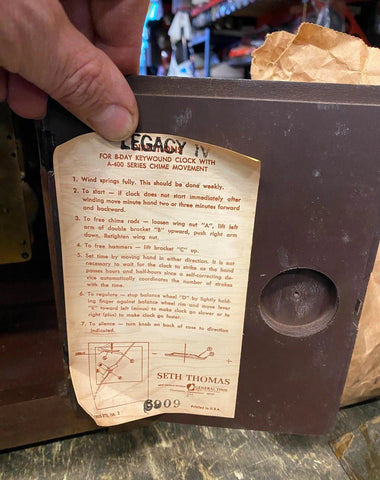 LEGACY IV
FOR 8-DAY KEYWOUND CLOCK WITH
A-400 SERIES CHIME MOVEMENT
1. Wind springs fully. This should be done weekly.
2. To start — if clock does not start immediately after
winding move minute hand two or three minutes forward
and backward.
3. To free chime rods — loosen wing nut "A", lift left
arm of double bracket "B" upward, push right arm
down. Retighten wing nut.
4. To free hammers — lift bracket "C" up.
5. Set time by moving hand in either direction. It is not
necessary to wait for the clock to strike as the hand
passes hours and half-hours since a self-correcting de-
vice automatically coordinates the number of strokes
with the time.
6. To regulate — stop balance wheel "D" by lightly hold-
ing finger against balance wheel rim and move lever
"E" toward left (minus) to make clock go slower or to
right (plus) to make clock go faster.
7. To silence — turn knob on back of case to direction
indicated.
SETH THOMAS
GENERAL TIME
6909
Printed in U.S.A.